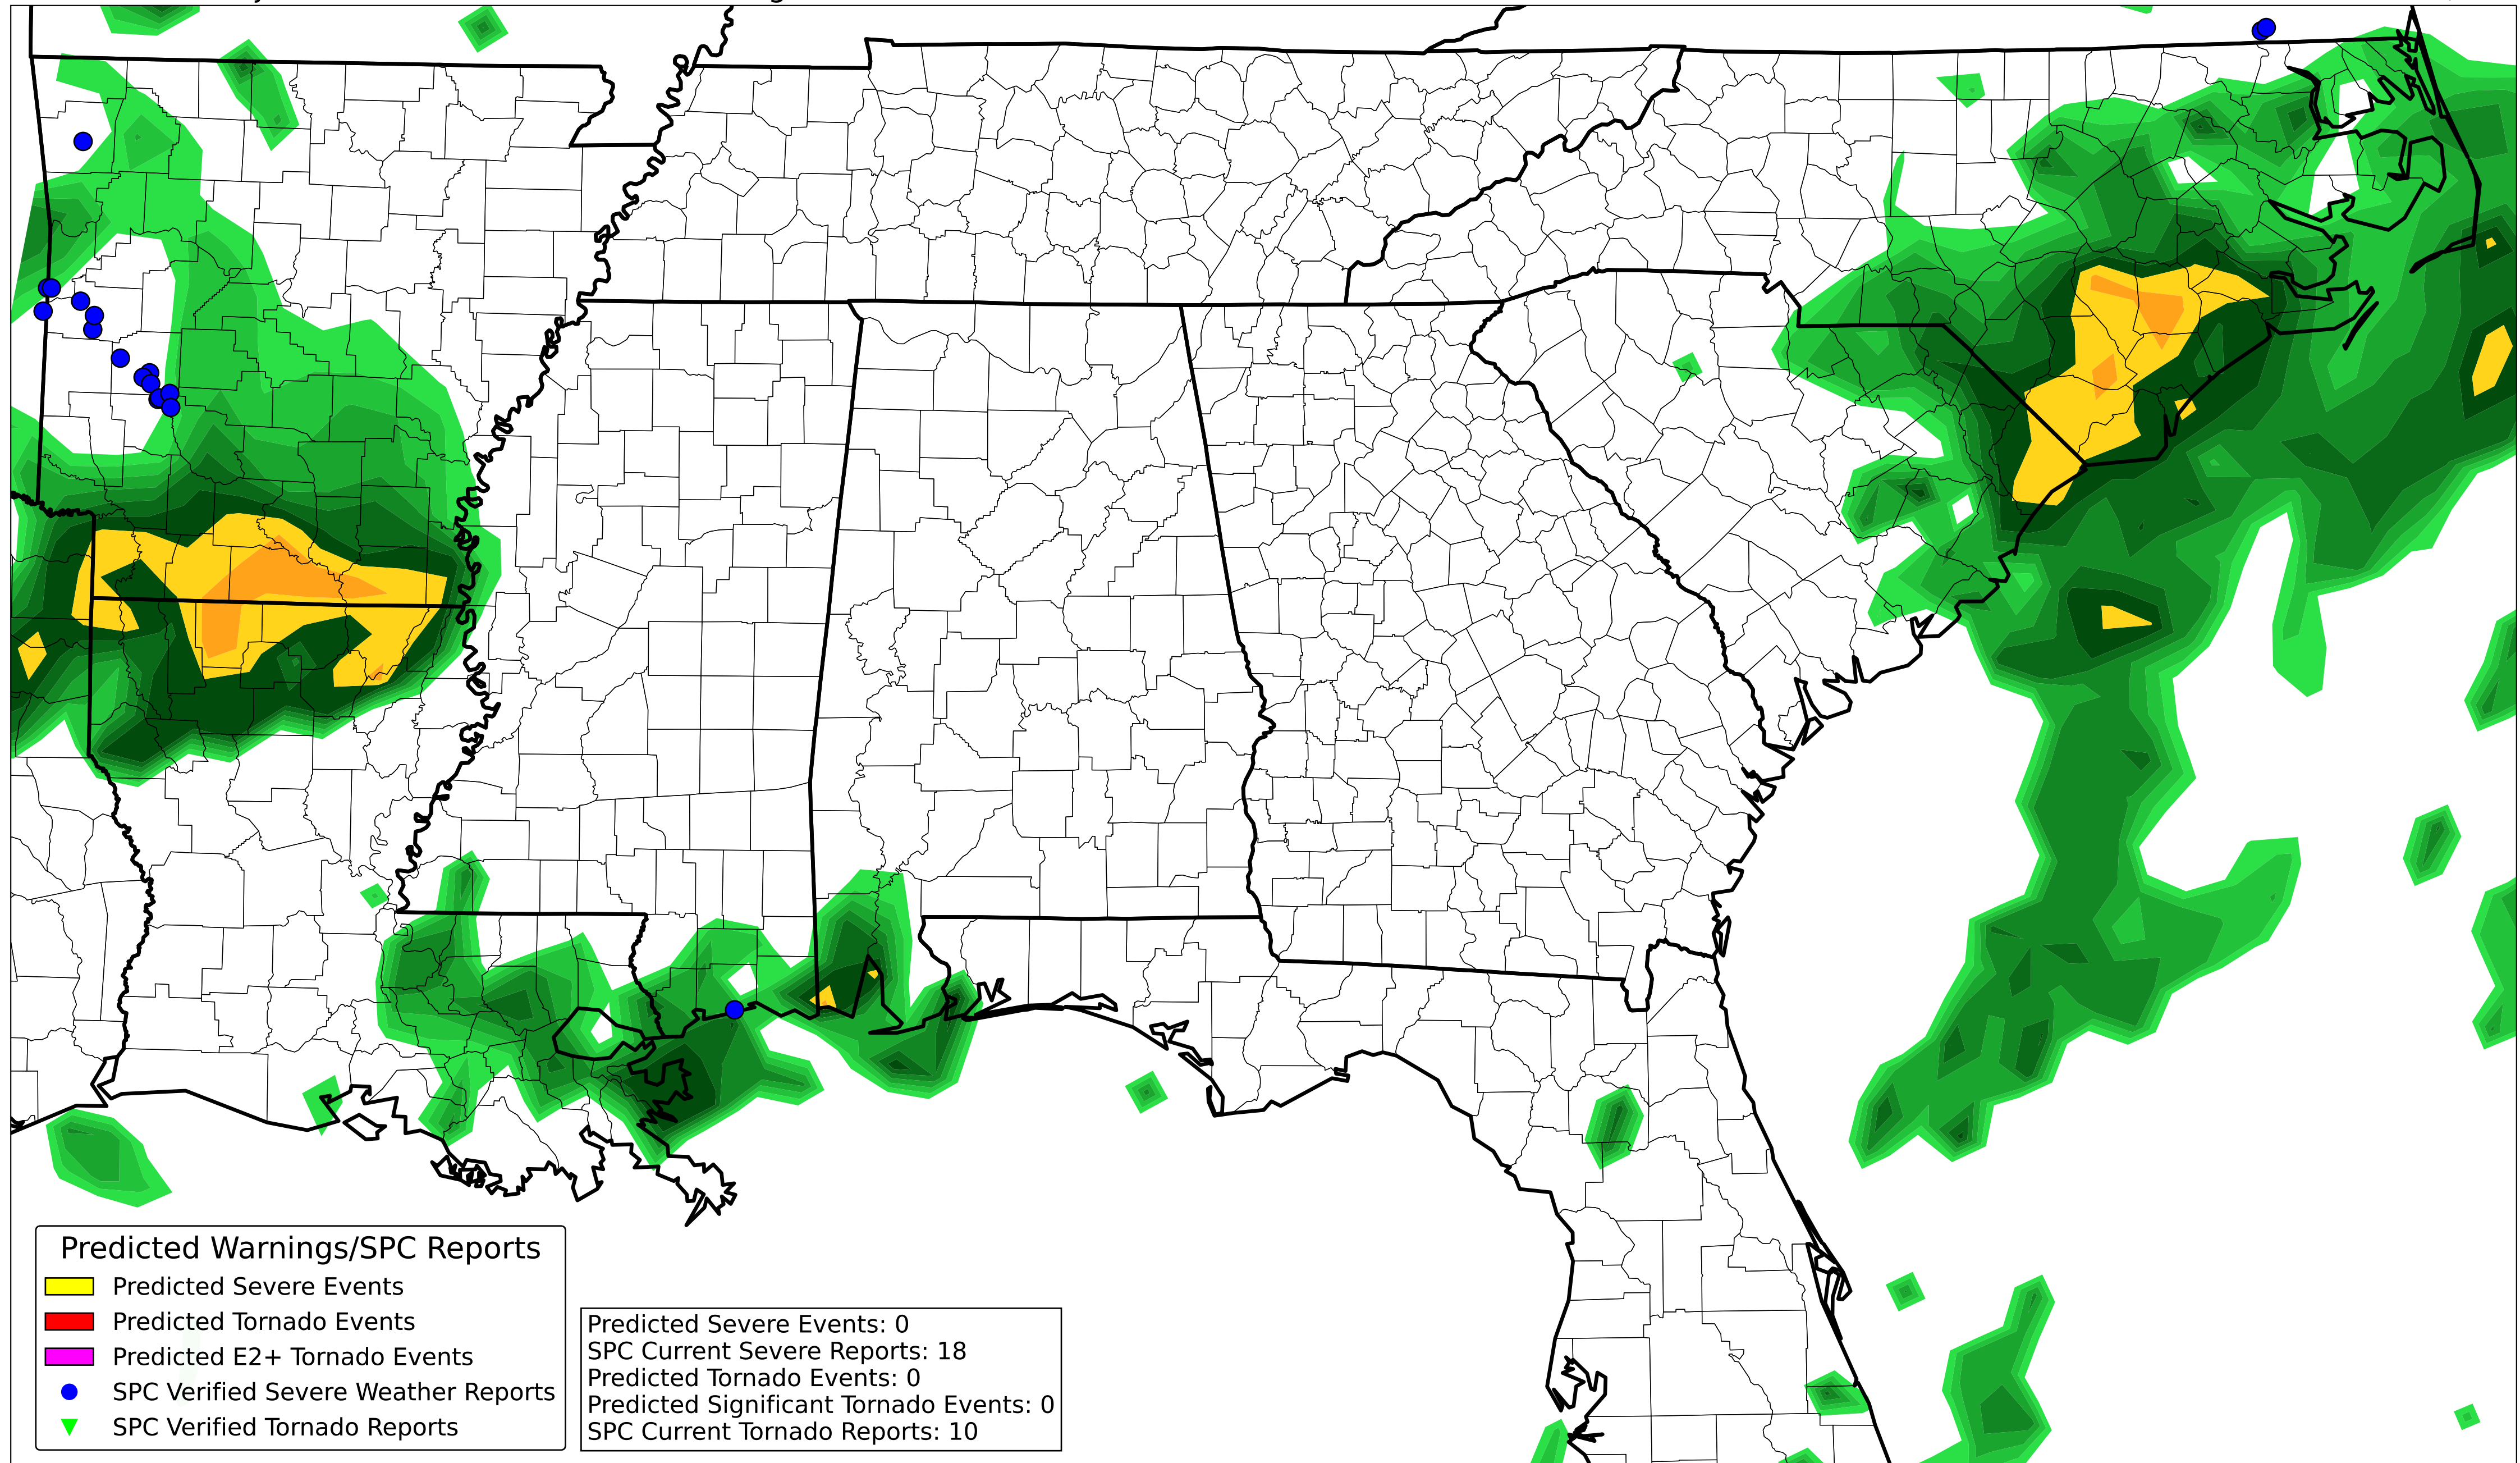 Predicted Warnings/SPC Reports
Predicted Severe Events
Predicted Tornado Events
Predicted E2+ Tornado Events
SPC Verified Severe Weather Reports
SPC Verified Tornado Reports
Predicted Severe Events: 0
SPC Current Severe Reports: 18
Predicted Tornado Events: 0
Predicted Significant Tornado Events: 0
SPC Current Tornado Reports: 10